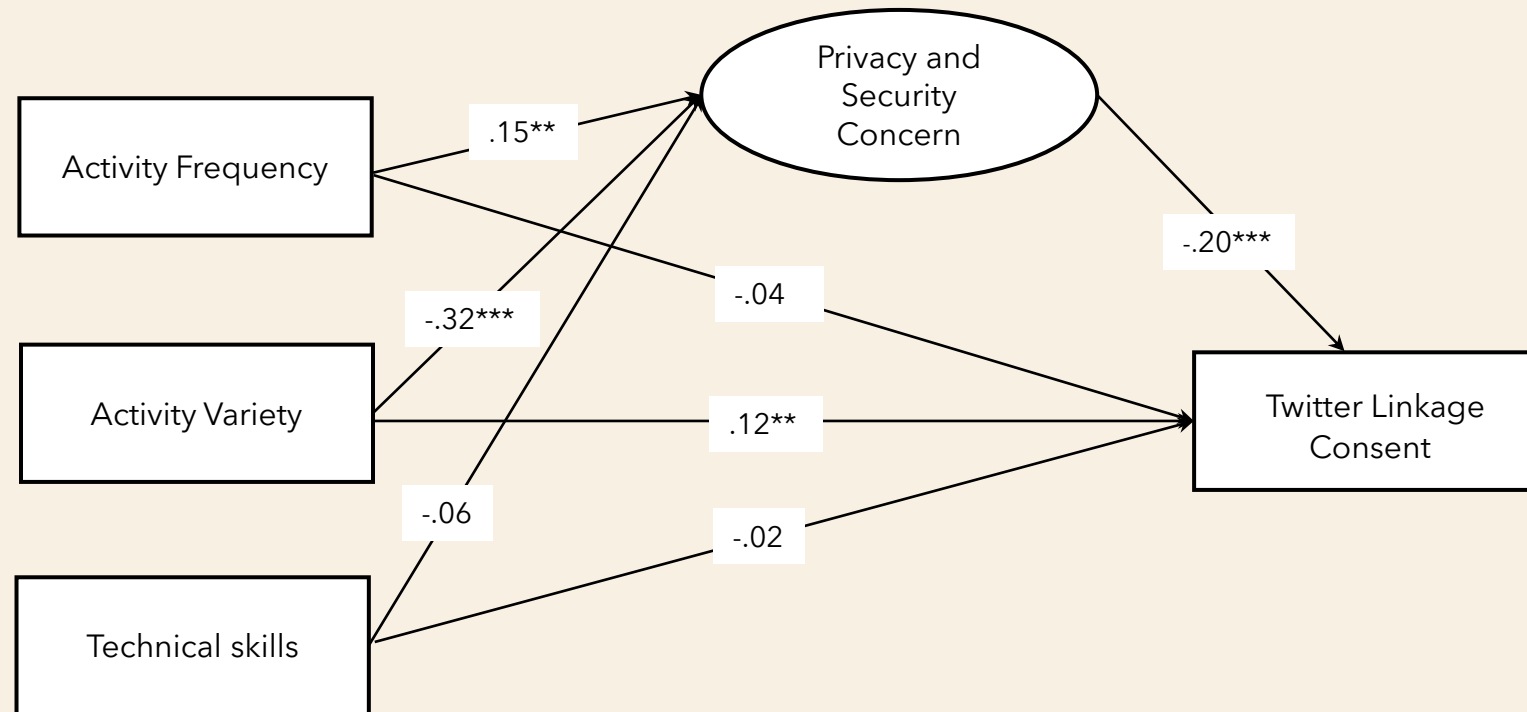 Privacy and
Security
Concern
.15**
Activity Frequency
-.20***
-.04
-.32***
Activity Variety
.12**
Twitter Linkage
Consent
-.06
-.02
Technical skills